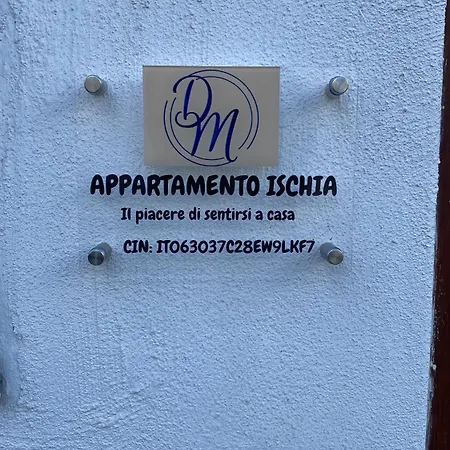 DM
APPARTAMENTO ISCHIA
Il piacere di sentirsi a casa
CIN: IT063037C28EW9LKF7